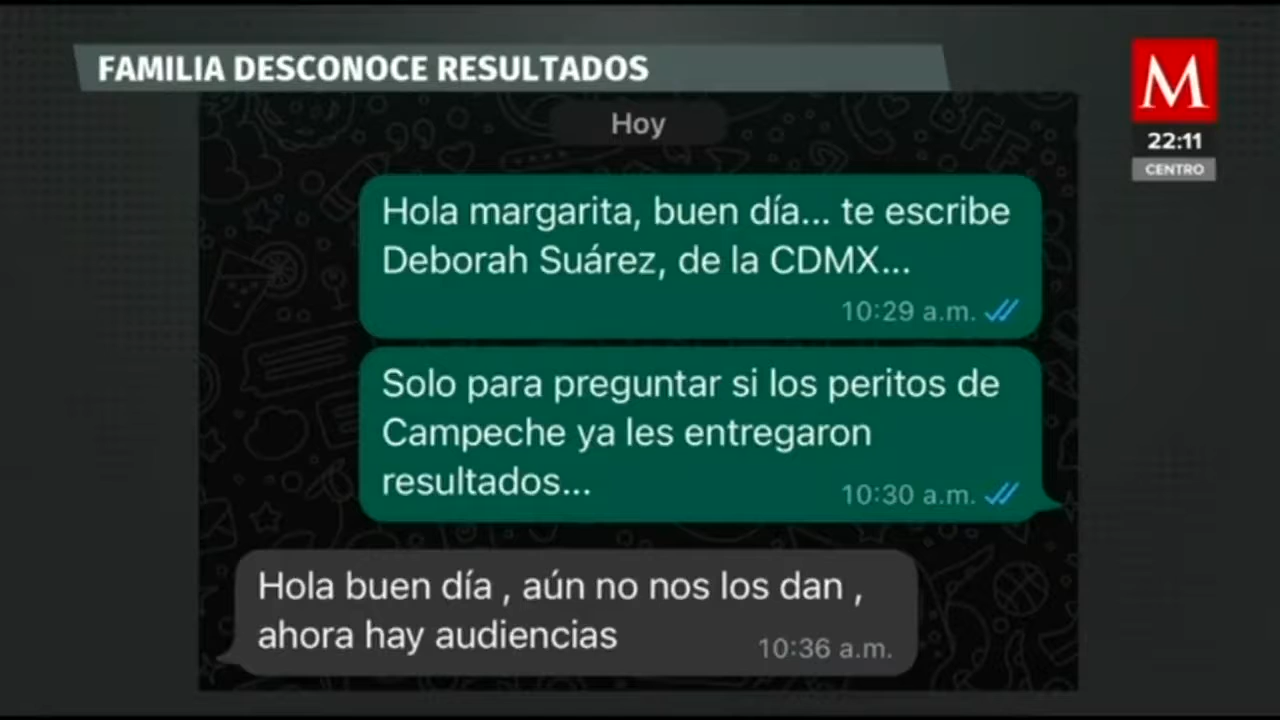 FAMILIA DESCONOCE RESULTADOS
M
22:11
CENTRO
Hoy
Hola margarita, buen día... te escribe
Deborah Suárez, de la CDMX...
10:29 a.m.
Solo para preguntar si los peritos de
Campeche ya les entregaron
resultados...
10:30 a.m.
Hola buen día , aún no nos los dan ,
ahora hay audiencias
10:36 a.m.